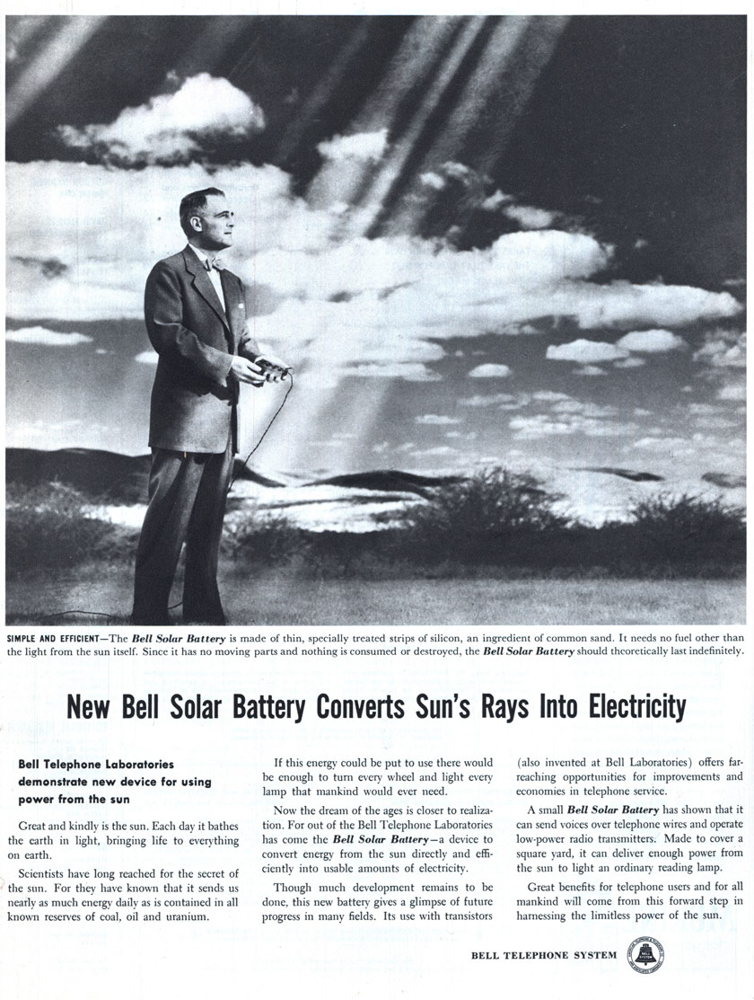 SIMPLE AND EFFICIENT—The Bell Solar Battery is made of thin, specially treated strips of silicon, an ingredient of common sand. It needs no fuel other than
the light from the sun itself. Since it has no moving parts and nothing is consumed or destroyed, the Bell Solar Battery should theoretically last indefinitely.
New Bell Solar Battery Converts Sun's Rays Into Electricity
Bell Telephone Laboratories
demonstrate new device for using
power from the sun
Great and kindly is the sun. Each day it bathes
the earth in light, bringing life to everything
on earth.
Scientists have long reached for the secret of
the sun. For they have known that it sends us
nearly as much energy daily as is contained in all
known reserves of coal, oil and uranium.
If this energy could be put to use there would
be enough to turn every wheel and light every
lamp that mankind would ever need.
Now the dream of the ages is closer to realiza-
tion. For out of the Bell Telephone Laboratories
has come the Bell Solar Battery—a device to
convert energy from the sun directly and effi-
ciently into usable amounts of electricity.
Though much development remains to be
done, this new battery gives a glimpse of future
progress in many fields. Its use with transistors
(also invented at Bell Laboratories) offers far-
reaching opportunities for improvements and
economies in telephone service.
A small Bell Solar Battery has shown that it
can send voices over telephone wires and operate
low-power radio transmitters. Made to cover a
square yard, it can deliver enough power from
the sun to light an ordinary reading lamp.
Great benefits for telephone users and for all
mankind will come from this forward step in
harnessing the limitless power of the sun.
BELL TELEPHONE SYSTEM
BELL
SYSTEM